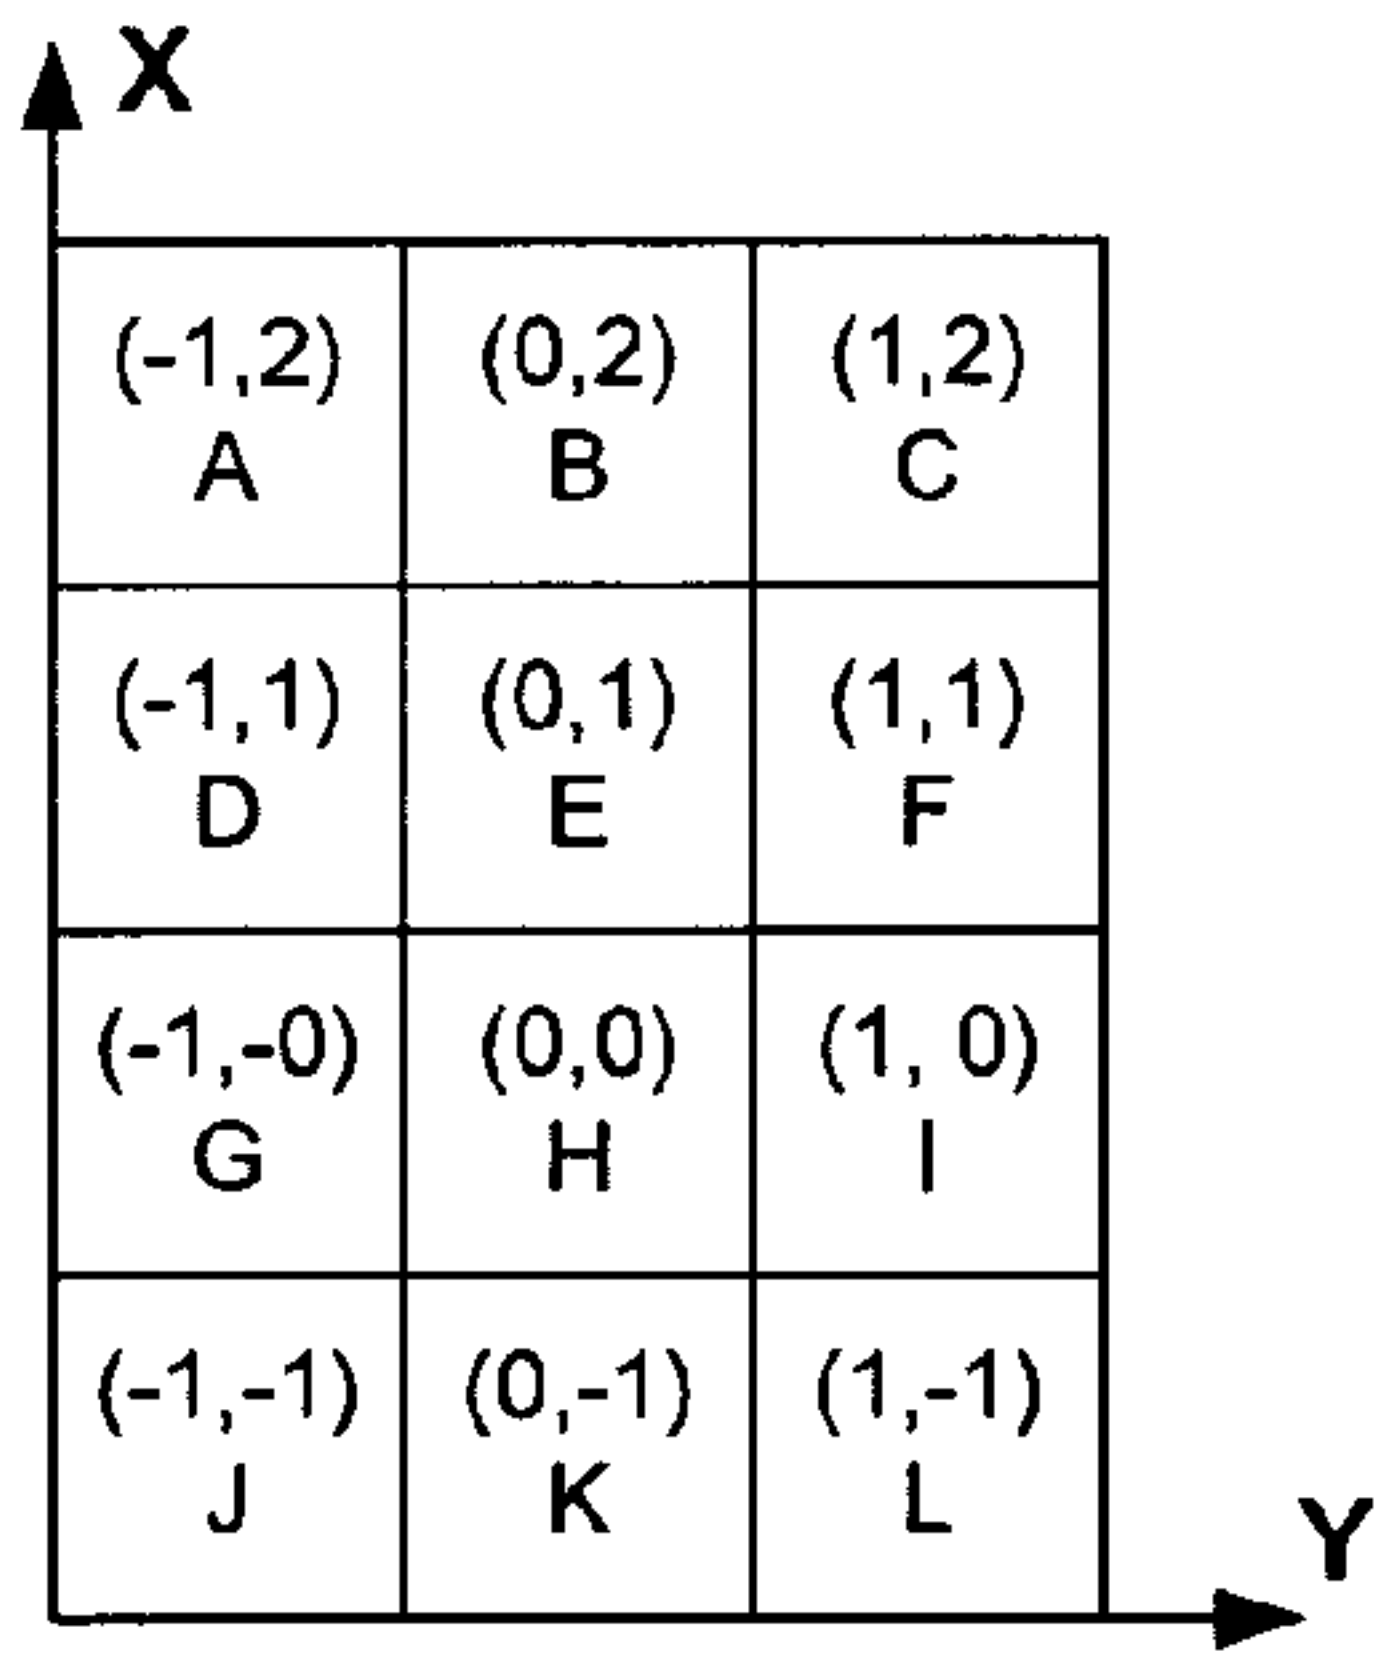 X
(-1,2) (0,2) (1,2)
A B C
(-1,1) (0,1) (1,1)
D E F
(-1,-0) (0,0) (1, 0)
G H I
(-1,-1) (0,-1) (1,-1)
J K L
Y